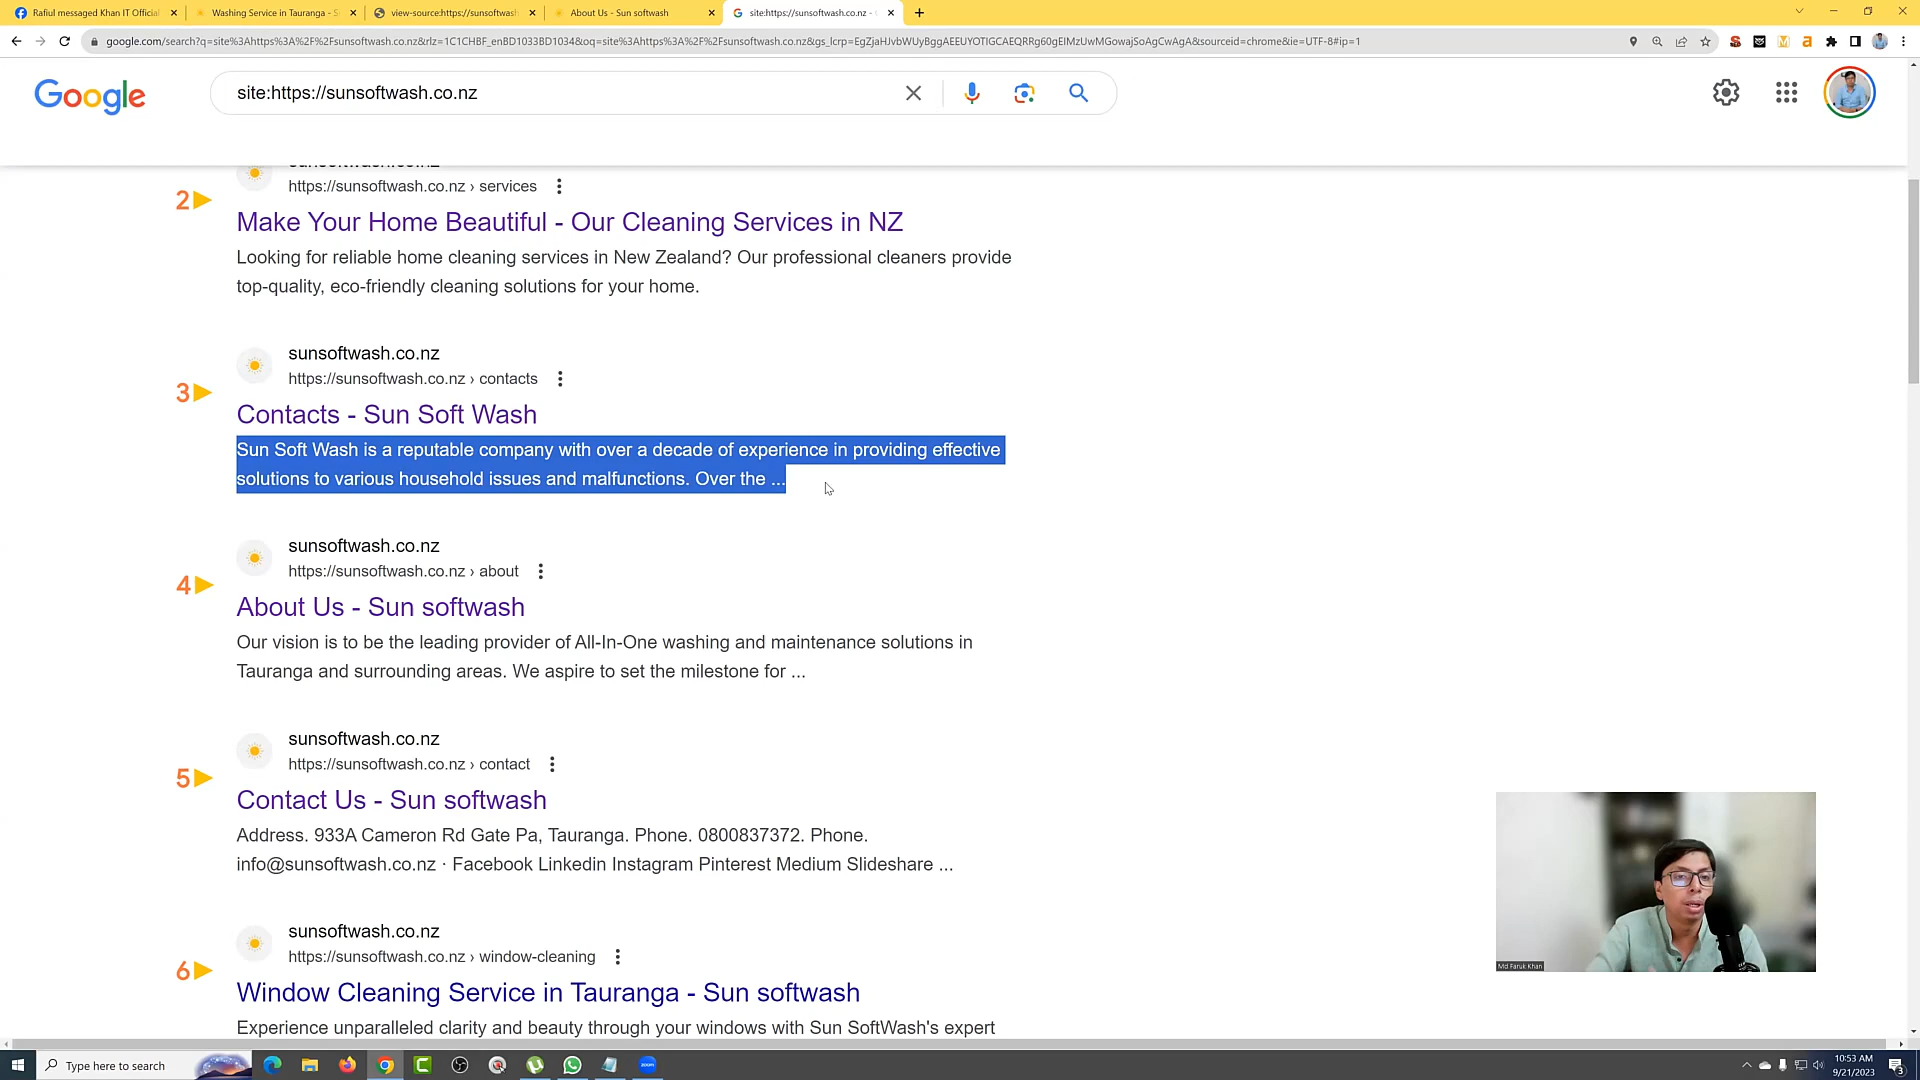 Rafiul messaged Khan IT Official
Washing Service in Tauranga - S
view-source:https://sunsoftwash
About Us - Sun softwash
site:https://sunsoftwash.co.nz -
google.com/search?q=site%3Ahttps%3A%2F%2Fsunsoftwash.co.nz&rlz=1C1CHBF_enBD1033BD1034&oq=site%3Ahttps%3A%2F%2Fsunsoftwash.co.nz&gs_lcrp=EgZjaHJvbWUyBggAEEUYOTIGCAEQRRg60gEIMzUwMGowajSoAgCwAgA&sourceid=chrome&ie=UTF-8#ip=1
Google
site:https://sunsoftwash.co.nz
sunsoftwash.co.nz
https://sunsoftwash.co.nz › services
2
Make Your Home Beautiful - Our Cleaning Services in NZ
Looking for reliable home cleaning services in New Zealand? Our professional cleaners provide
top-quality, eco-friendly cleaning solutions for your home.
sunsoftwash.co.nz
https://sunsoftwash.co.nz › contacts
3
Contacts - Sun Soft Wash
Sun Soft Wash is a reputable company with over a decade of experience in providing effective
solutions to various household issues and malfunctions. Over the ...
sunsoftwash.co.nz
https://sunsoftwash.co.nz › about
4
About Us - Sun softwash
Our vision is to be the leading provider of All-In-One washing and maintenance solutions in
Tauranga and surrounding areas. We aspire to set the milestone for ...
sunsoftwash.co.nz
https://sunsoftwash.co.nz › contact
5
Contact Us - Sun softwash
Address. 933A Cameron Rd Gate Pa, Tauranga. Phone. 0800837372. Phone.
info@sunsoftwash.co.nz · Facebook Linkedin Instagram Pinterest Medium Slideshare ...
sunsoftwash.co.nz
https://sunsoftwash.co.nz › window-cleaning
6
Window Cleaning Service in Tauranga - Sun softwash
Experience unparalleled clarity and beauty through your windows with Sun SoftWash's expert
Md Faruk Khan
Type here to search
zoom
10:53 AM
9/21/2023
3